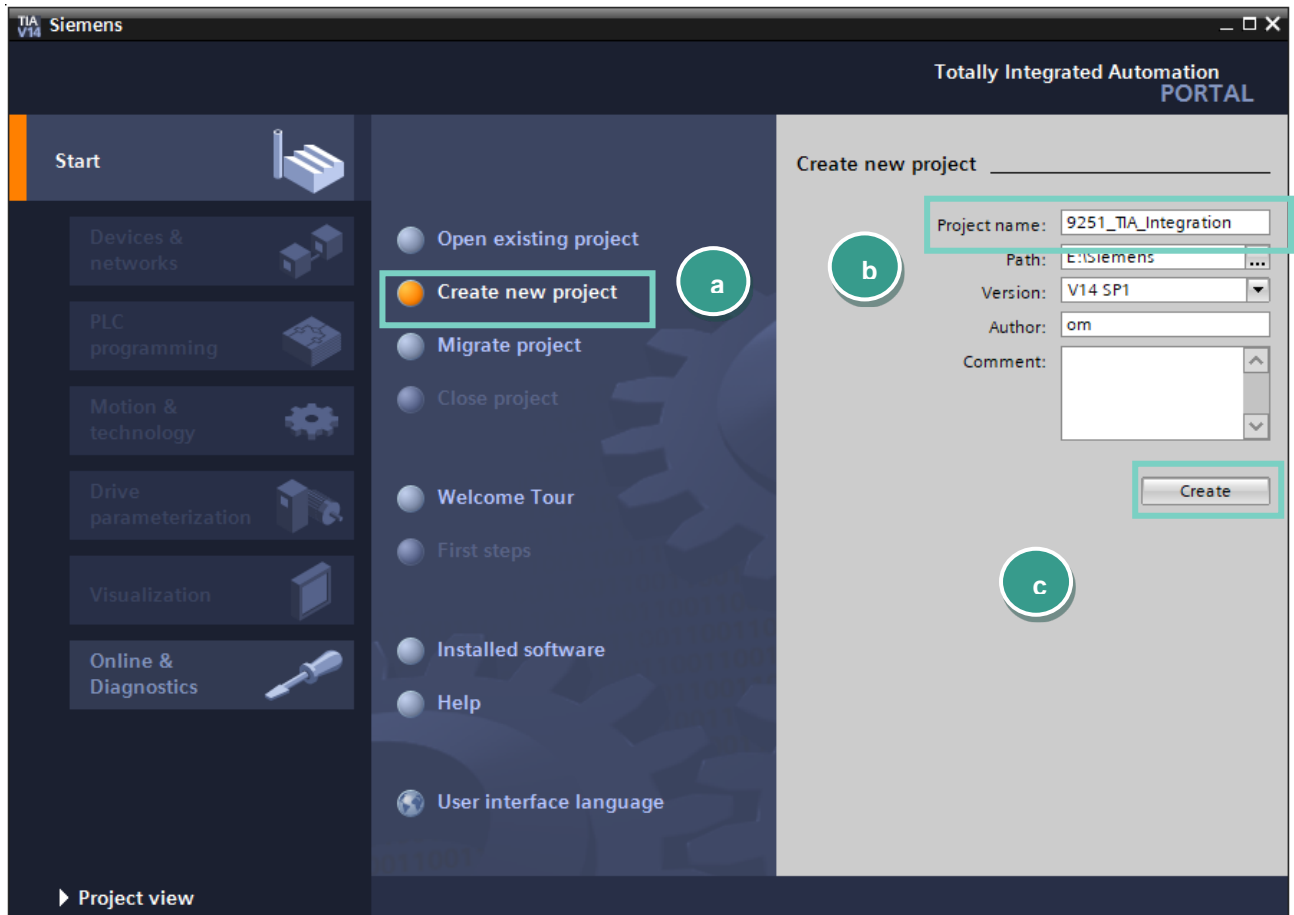 TIA
V14
Siemens
Totally Integrated Automation
PORTAL
Start
Devices &
networks
PLC
programming
Motion &
technology
Drive
parameterization
Visualization
Online &
Diagnostics
Project view
Open existing project
Create new project
a
Migrate project
Close project
Welcome Tour
First steps
Installed software
Help
User interface language
Create new project
b
Project name: 9251_TIA_Integration
Path: E:\Siemens ...
Version: V14 SP1
Author: om
Comment:
Create
c